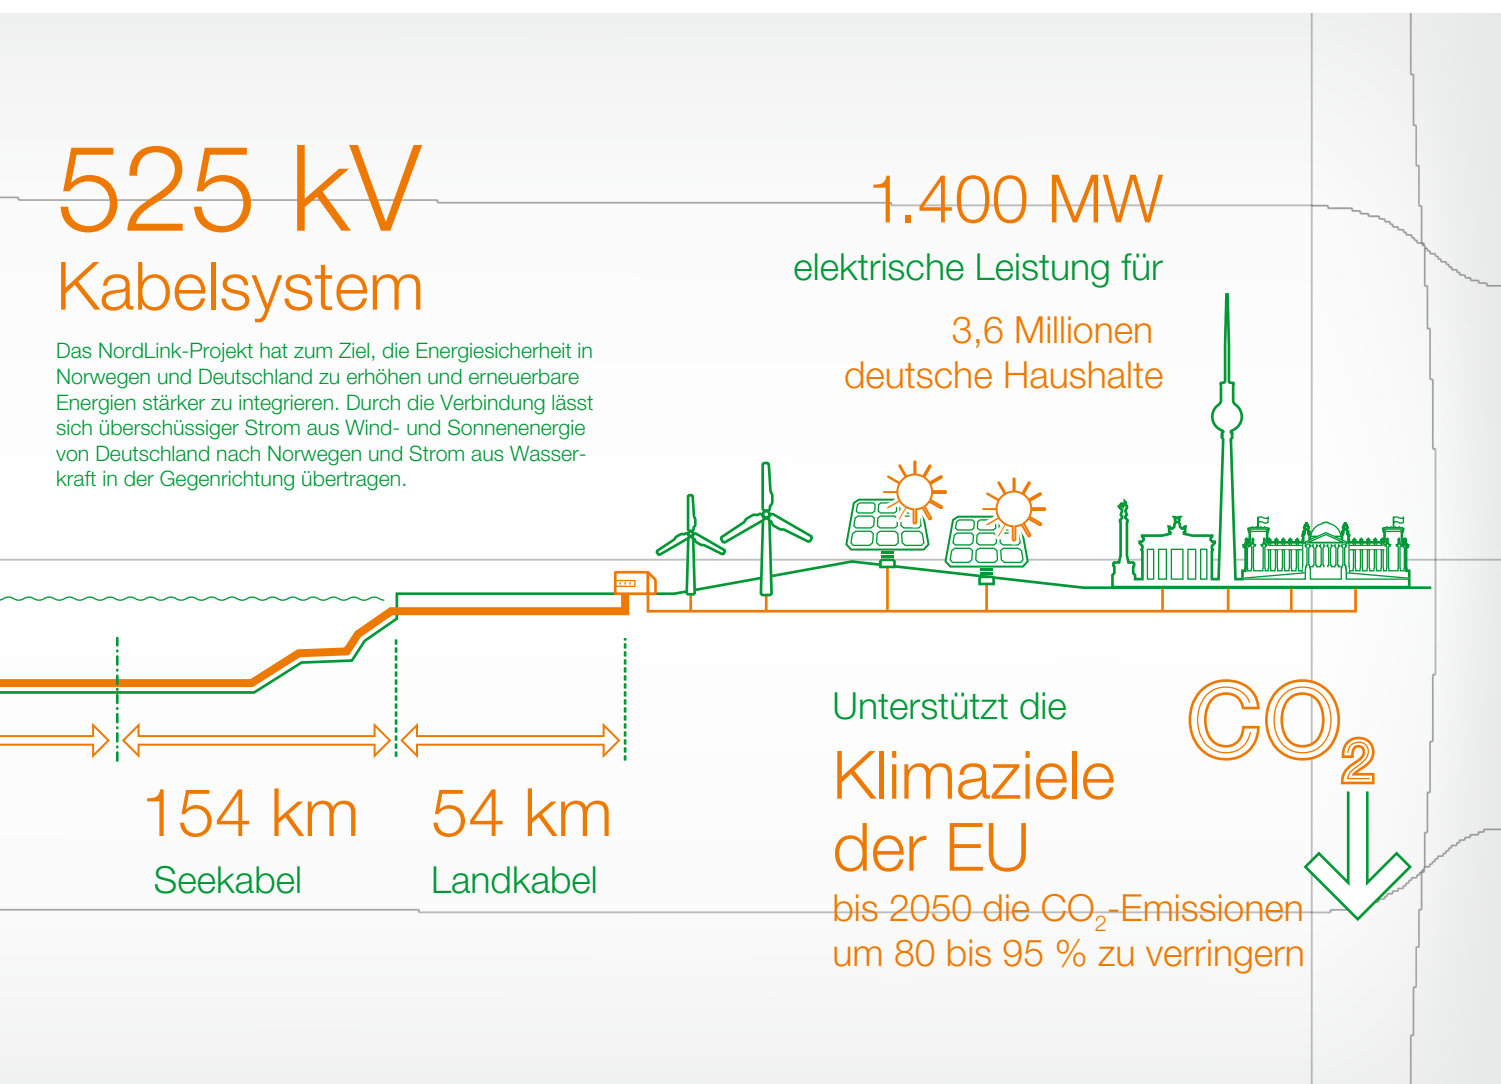 525 kV
Kabelsystem
Das NordLink-Projekt hat zum Ziel, die Energiesicherheit in
Norwegen und Deutschland zu erhöhen und erneuerbare
Energien stärker zu integrieren. Durch die Verbindung lässt
sich überschüssiger Strom aus Wind- und Sonnenenergie
von Deutschland nach Norwegen und Strom aus Wasser-
kraft in der Gegenrichtung übertragen.
1.400 MW
elektrische Leistung für
3,6 Millionen
deutsche Haushalte
154 km
Seekabel
54 km
Landkabel
Unterstützt die
Klimaziele
der EU
bis 2050 die CO₂-Emissionen
um 80 bis 95 % zu verringern
CO₂